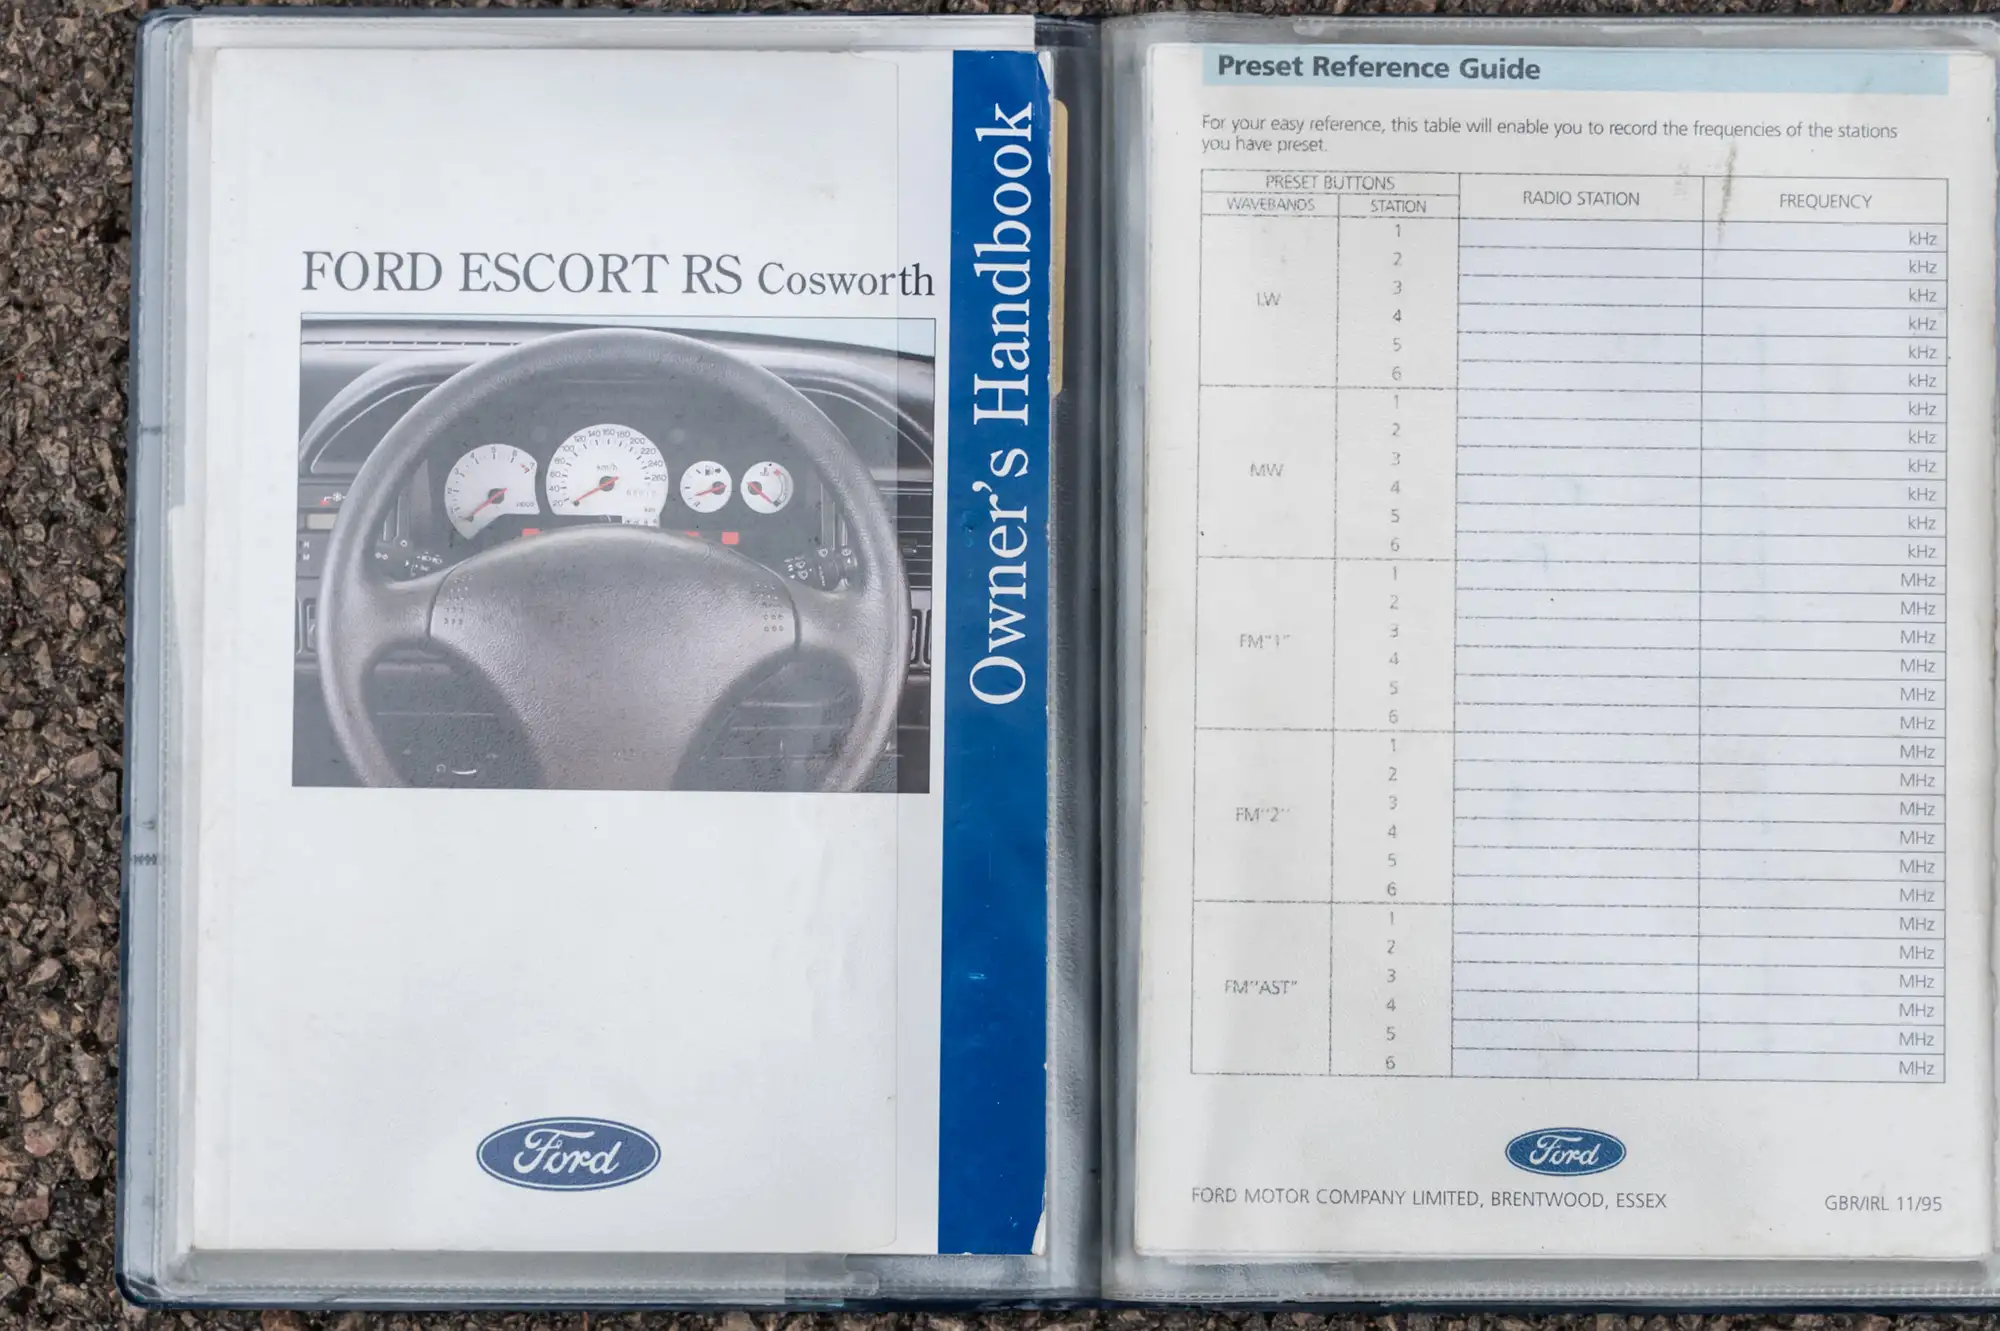 FORD ESCORT RS Cosworth
Owner's Handbook
km/h
Ford
Preset Reference Guide
For your easy reference, this table will enable you to record the frequencies of the stations
you have preset.
PRESET BUTTONS
WAVEBANDS STATION RADIO STATION FREQUENCY
LW
1 kHz
2 kHz
3 kHz
4 kHz
5 kHz
6 kHz
MW
1 kHz
2 kHz
3 kHz
4 kHz
5 kHz
6 kHz
FM"1"
1 MHz
2 MHz
3 MHz
4 MHz
5 MHz
6 MHz
FM"2"
1 MHz
2 MHz
3 MHz
4 MHz
5 MHz
6 MHz
FM"AST"
1 MHz
2 MHz
3 MHz
4 MHz
5 MHz
6 MHz
Ford
FORD MOTOR COMPANY LIMITED, BRENTWOOD, ESSEX GBR/IRL 11/95